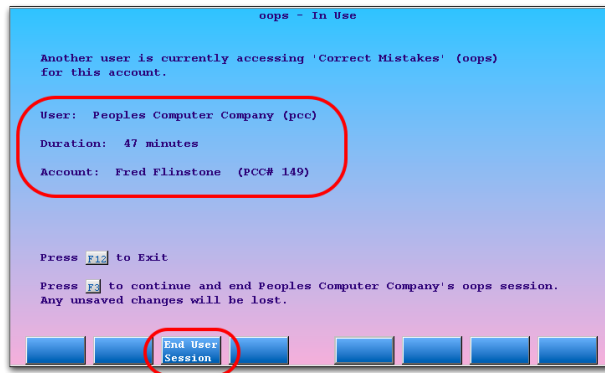 oops - In Use
Another user is currently accessing 'Correct Mistakes' (oops)
for this account.
User:  Peoples Computer Company (pcc)
Duration:  47 minutes
Account:  Fred Flinstone  (PCC# 149)
Press F12 to Exit
Press F3 to continue and end Peoples Computer Company's oops session.
Any unsaved changes will be lost.
End User
Session